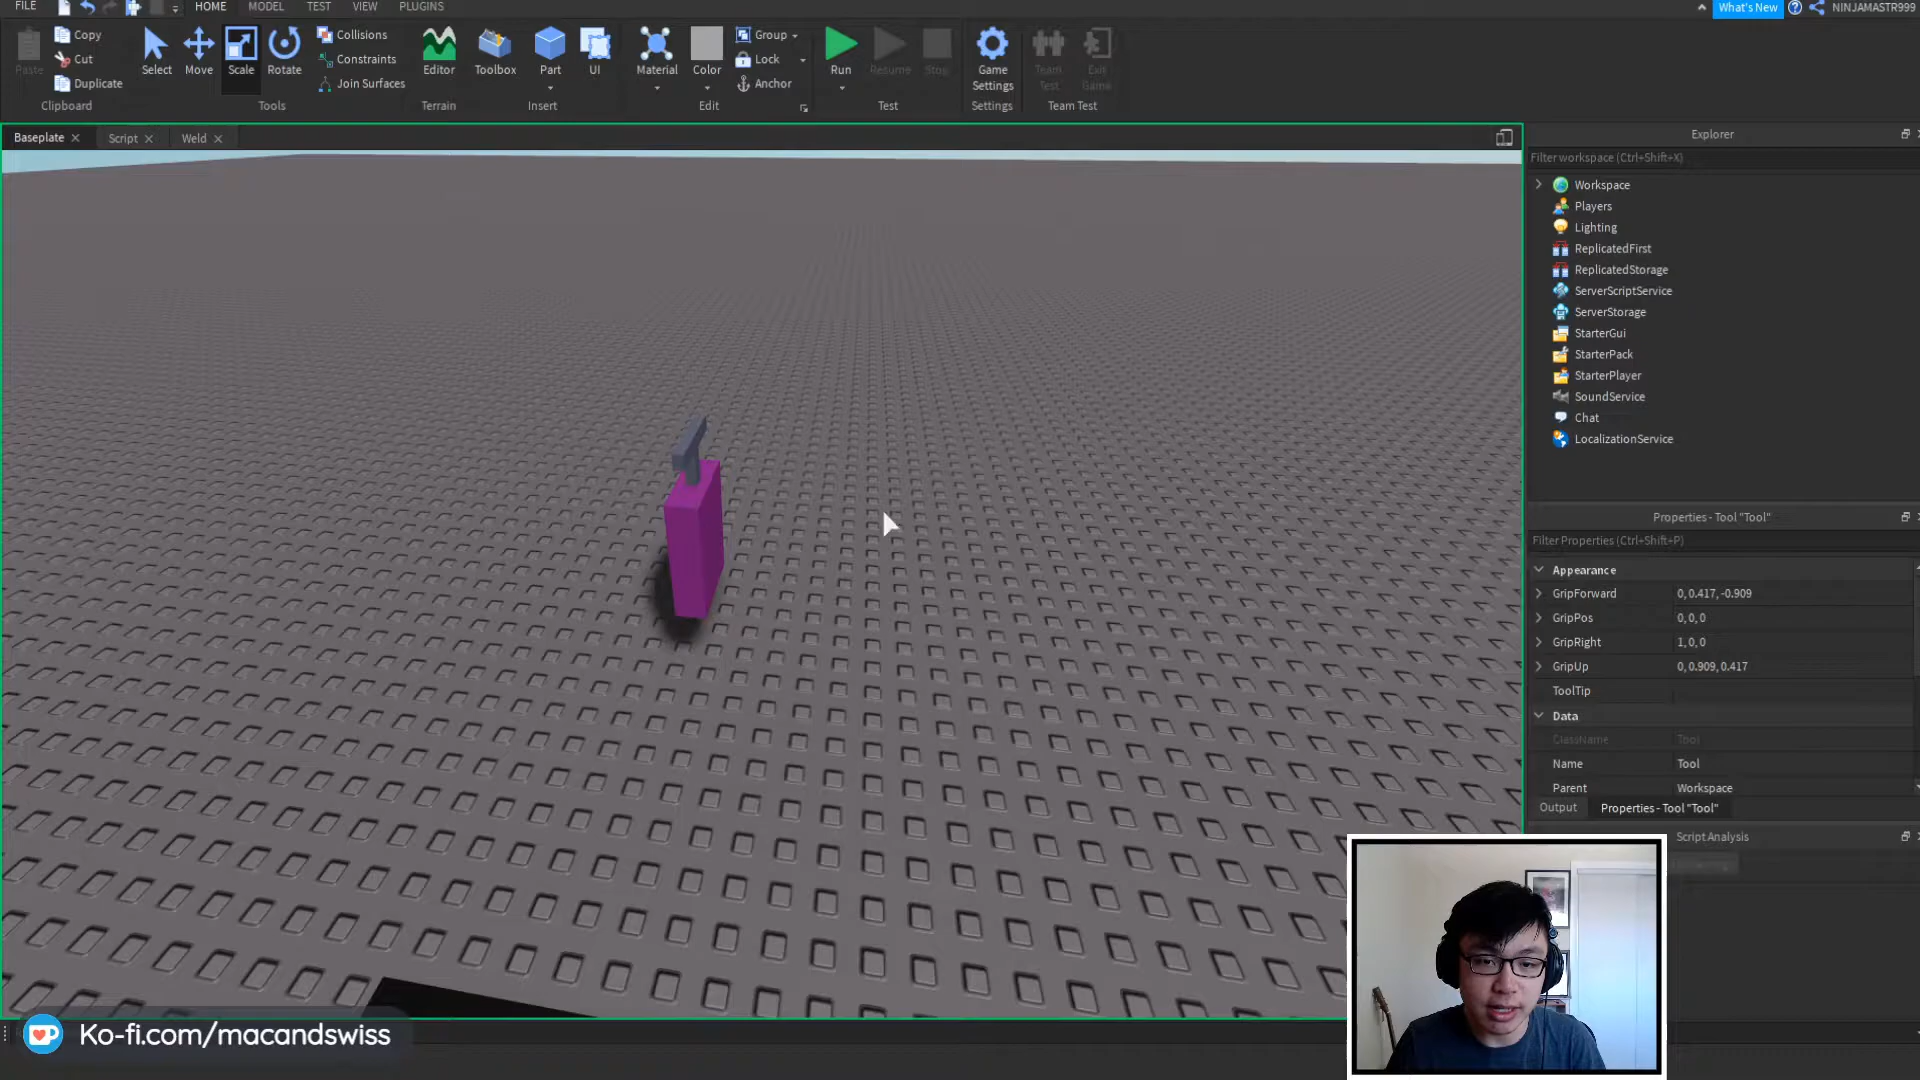 FILE
HOME
MODEL
TEST
VIEW
PLUGINS
What's New
NINJAMASTR999
Paste
Copy
Cut
Duplicate
Clipboard
Select
Move
Scale
Rotate
Collisions
Constraints
Join Surfaces
Tools
Editor
Terrain
Toolbox
Part
UI
Insert
Material
Color
Group
Lock
Anchor
Edit
Run
Resume
Stop
Test
Game
Settings
Settings
Team
Test
Exit
Game
Team Test
Baseplate
Script
Weld
Explorer
Filter workspace (Ctrl+Shift+X)
Workspace
Players
Lighting
ReplicatedFirst
ReplicatedStorage
ServerScriptService
ServerStorage
StarterGui
StarterPack
StarterPlayer
SoundService
Chat
LocalizationService
Properties - Tool "Tool"
Filter Properties (Ctrl+Shift+P)
Appearance
GripForward 0, 0.417, -0.909
GripPos 0, 0, 0
GripRight 1, 0, 0
GripUp 0, 0.909, 0.417
ToolTip
Data
ClassName Tool
Name Tool
Parent Workspace
Output
Properties - Tool "Tool"
Script Analysis
Ko-fi.com/macandswiss